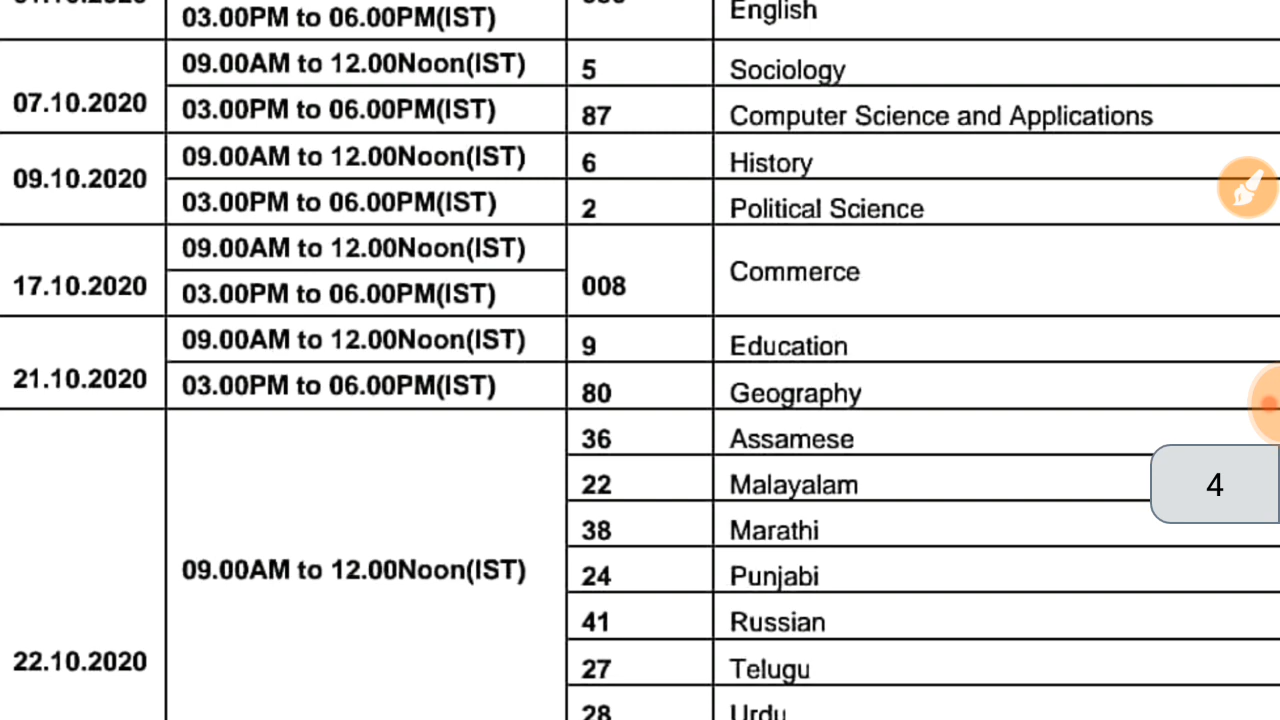 03.00PM to 06.00PM(IST) English
07.10.2020 09.00AM to 12.00Noon(IST) 5 Sociology
03.00PM to 06.00PM(IST) 87 Computer Science and Applications
09.10.2020 09.00AM to 12.00Noon(IST) 6 History
03.00PM to 06.00PM(IST) 2 Political Science
17.10.2020 09.00AM to 12.00Noon(IST) 008 Commerce
03.00PM to 06.00PM(IST)
21.10.2020 09.00AM to 12.00Noon(IST) 9 Education
03.00PM to 06.00PM(IST) 80 Geography
22.10.2020 09.00AM to 12.00Noon(IST) 36 Assamese
22 Malayalam
4
38 Marathi
24 Punjabi
41 Russian
27 Telugu
28 Urdu